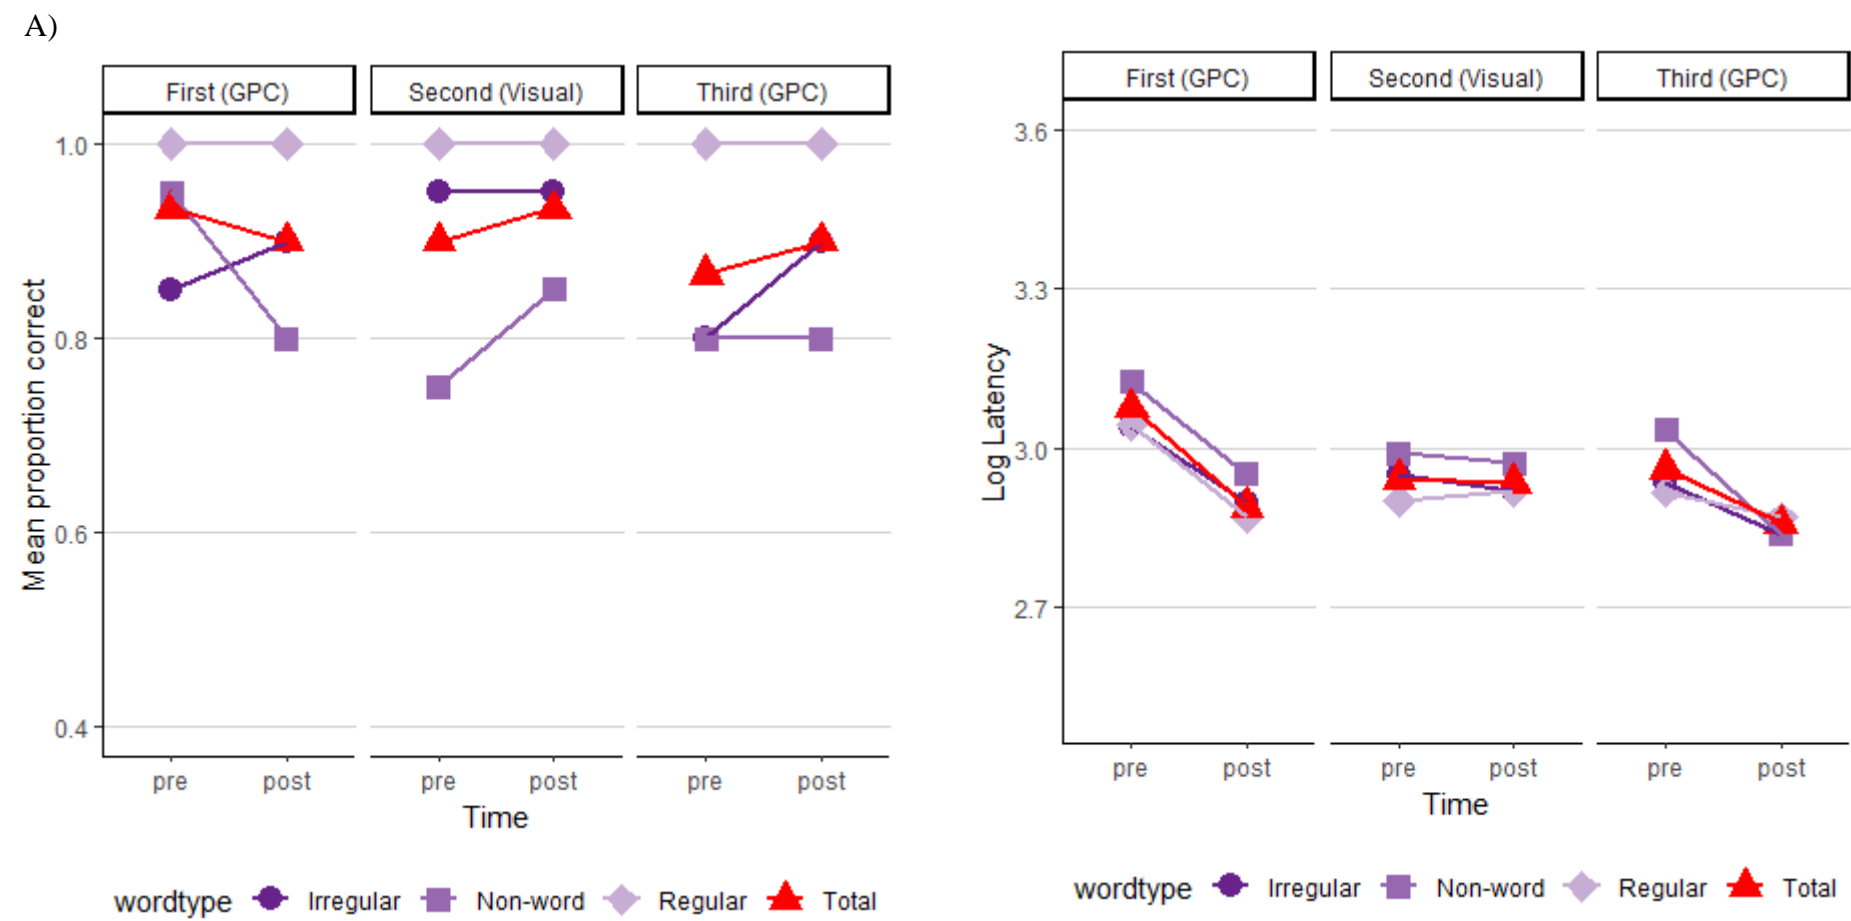 A)
First (GPC) Second (Visual) Third (GPC)
Mean proportion correct
1.0
0.8
0.6
0.4
pre post pre post pre post
Time
wordtype Irregular Non-word Regular Total
First (GPC) Second (Visual) Third (GPC)
Log Latency
3.6
3.3
3.0
2.7
pre post pre post pre post
Time
wordtype Irregular Non-word Regular Total